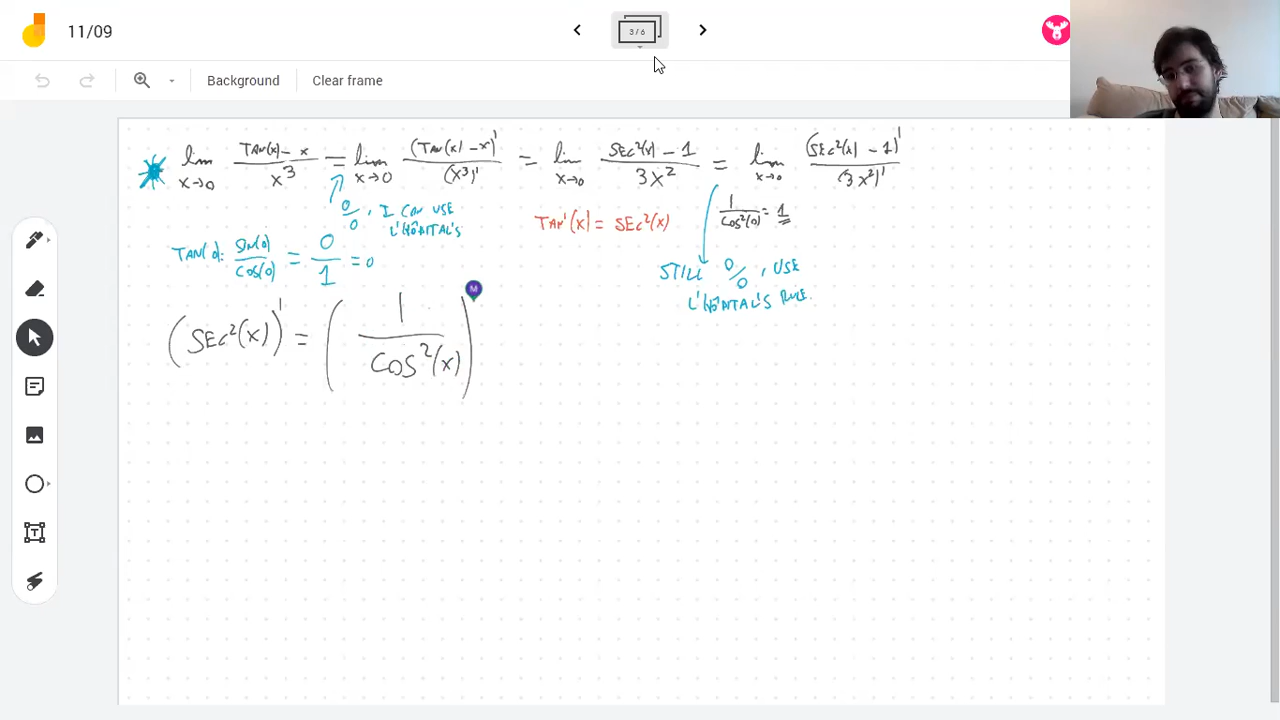 11/09
3 / 6
Background
Clear frame
lim x→0 TAN(x) - x / x³ = lim x→0 (TAN(x) - x)' / (x³)' = lim x→0 SEC²(x) - 1 / 3x² = lim x→0 (SEC²(x) - 1)' / (3x²)'
0/0, I CAN USE
L'HÔPITAL'S
TAN'(x) = SEC²(x)
1/COS²(0) = 1
TAN(0): SIN(0)/COS(0) = 0/1 = 0
STILL 0/0, USE
L'HÔPITAL'S RULE.
(SEC²(x))' = (1/COS²(x))
M